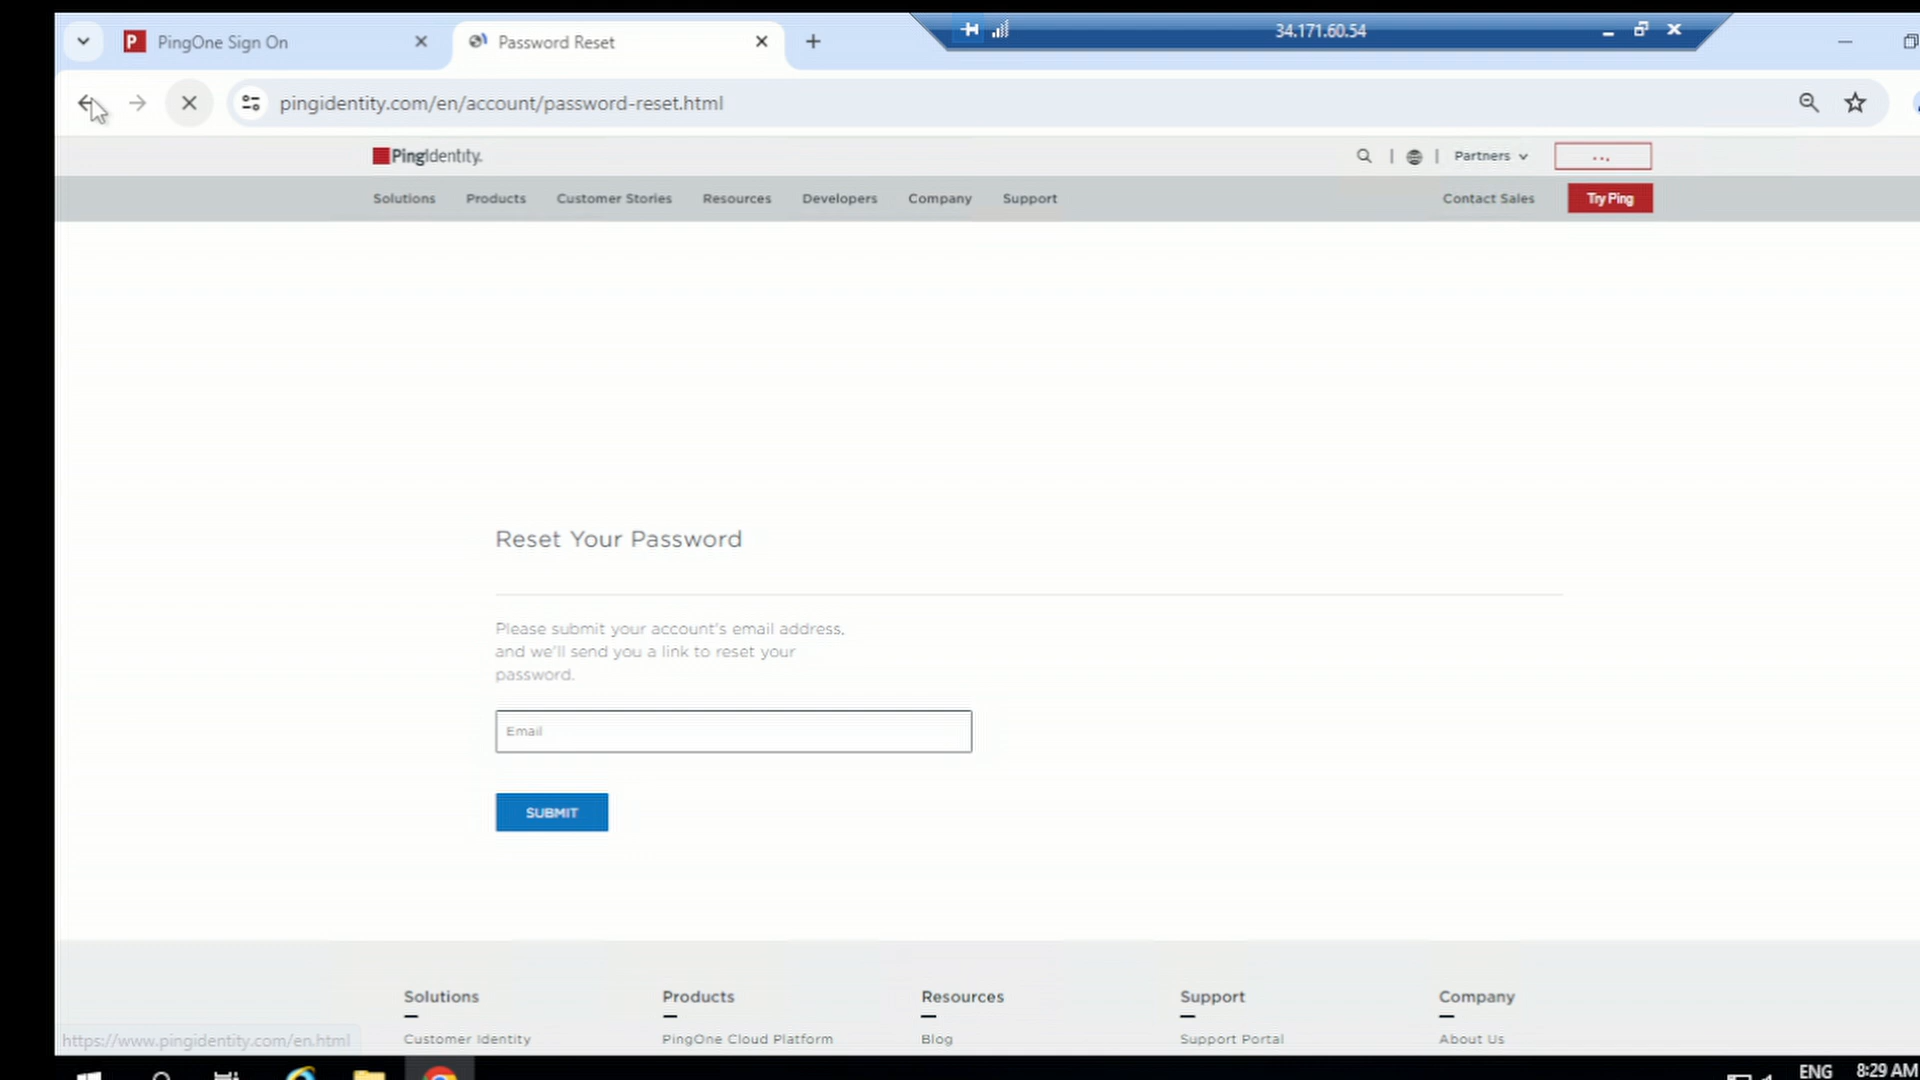 PingOne Sign On
Password Reset
34.171.60.54
pingidentity.com/en/account/password-reset.html
PingIdentity.
Partners
Solutions
Products
Customer Stories
Resources
Developers
Company
Support
Contact Sales
Try Ping
Reset Your Password
Please submit your account's email address,
and we'll send you a link to reset your
password.
Email
SUBMIT
Solutions
Products
Resources
Support
Company
Customer Identity
PingOne Cloud Platform
Blog
Support Portal
About Us
https://www.pingidentity.com/en.html
ENG
8:29 AM